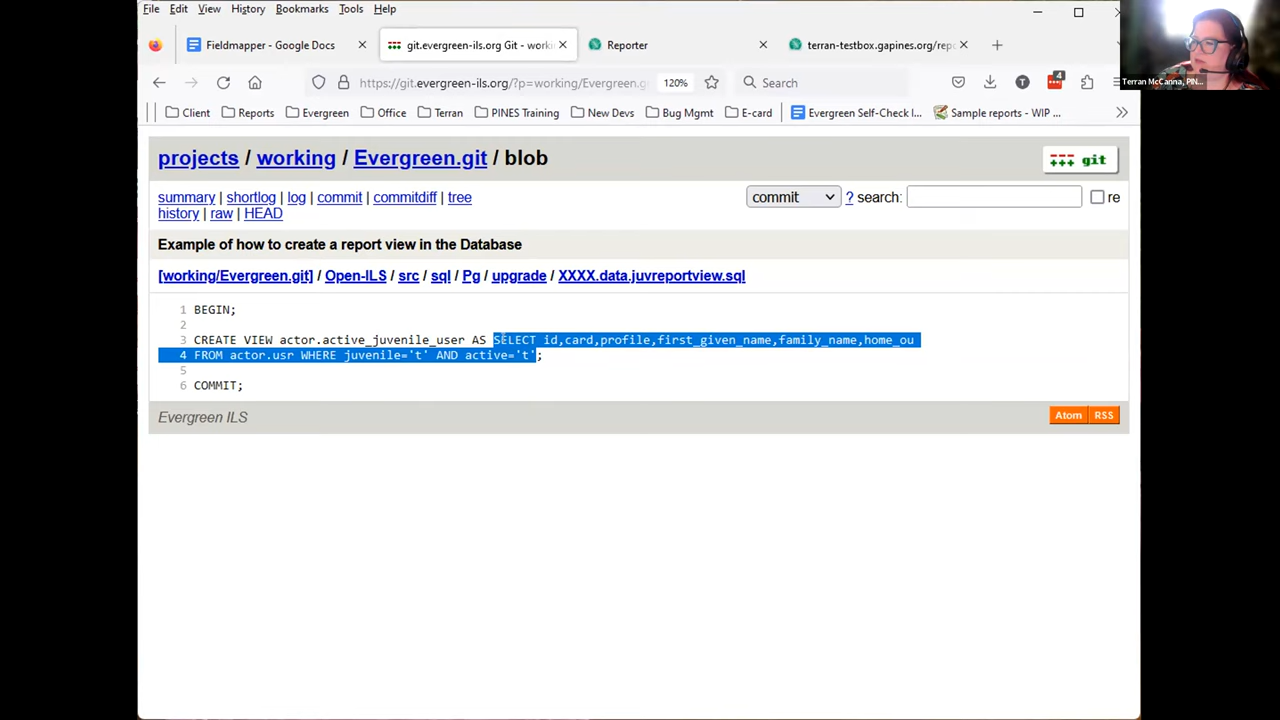 File Edit View History Bookmarks Tools Help
Fieldmapper - Google Docs
git.evergreen-ils.org Git - worki
Reporter
terran-testbox.gapines.org/repo
https://git.evergreen-ils.org/?p=working/Evergreen.g
120%
Search
4
T
Client Reports Evergreen Office Terran PINES Training New Devs Bug Mgmt E-card Evergreen Self-Check I... Sample reports - WIP ...
Terran McCanna, PIN...
projects / working / Evergreen.git / blob
git
summary | shortlog | log | commit | commitdiff | tree
history | raw | HEAD
commit ? search: re
Example of how to create a report view in the Database
[working/Evergreen.git] / Open-ILS / src / sql / Pg / upgrade / XXXX.data.juvreportview.sql
1 BEGIN;
2
3 CREATE VIEW actor.active_juvenile_user AS SELECT id,card,profile,first_given_name,family_name,home_ou
4 FROM actor.usr WHERE juvenile='t' AND active='t';
5
6 COMMIT;
Evergreen ILS
Atom RSS